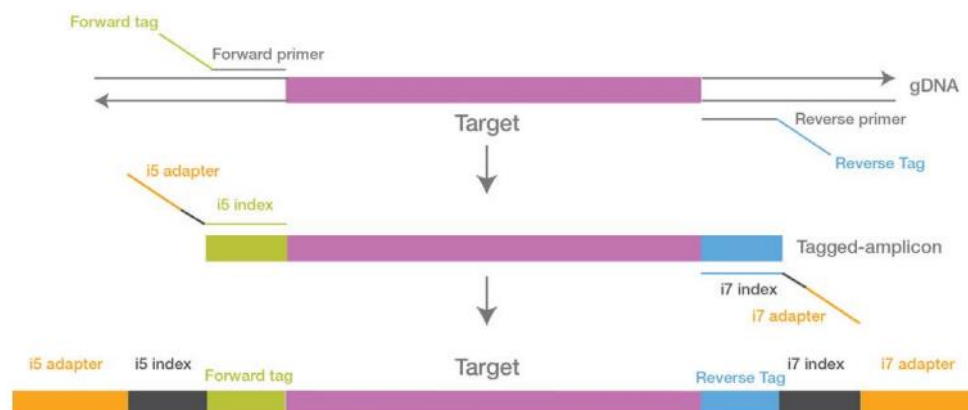 Forward tag
Forward primer
gDNA
Target
Reverse primer
Reverse Tag
i5 adapter
i5 index
Tagged-amplicon
i7 index
i7 adapter
i5 adapter
i5 index
Forward tag
Target
Reverse Tag
i7 index
i7 adapter